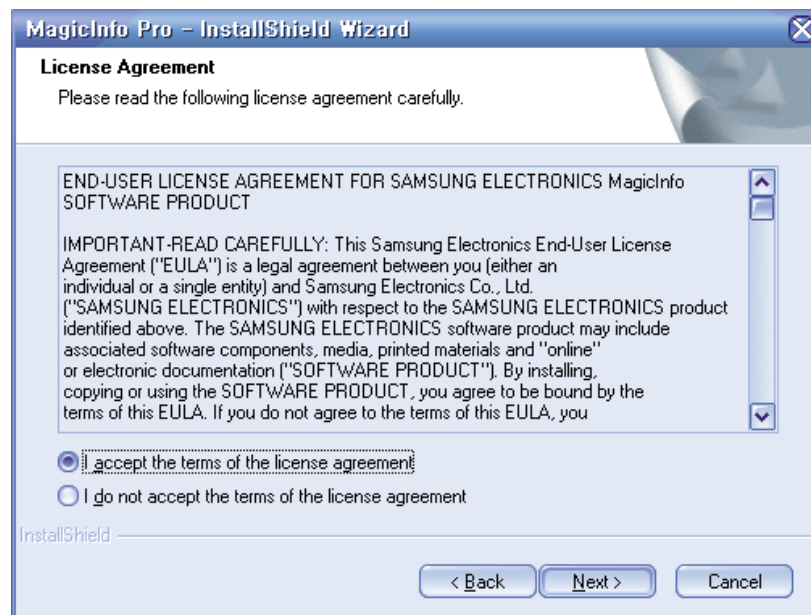 MagicInfo Pro - InstallShield Wizard
License Agreement
Please read the following license agreement carefully.
END-USER LICENSE AGREEMENT FOR SAMSUNG ELECTRONICS MagicInfo
SOFTWARE PRODUCT
IMPORTANT-READ CAREFULLY: This Samsung Electronics End-User License
Agreement ("EULA") is a legal agreement between you (either an
individual or a single entity) and Samsung Electronics Co., Ltd.
("SAMSUNG ELECTRONICS") with respect to the SAMSUNG ELECTRONICS product
identified above. The SAMSUNG ELECTRONICS software product may include
associated software components, media, printed materials and "online"
or electronic documentation ("SOFTWARE PRODUCT"). By installing,
copying or using the SOFTWARE PRODUCT, you agree to be bound by the
terms of this EULA. If you do not agree to the terms of this EULA, you
I accept the terms of the license agreement
I do not accept the terms of the license agreement
InstallShield
< Back Next > Cancel